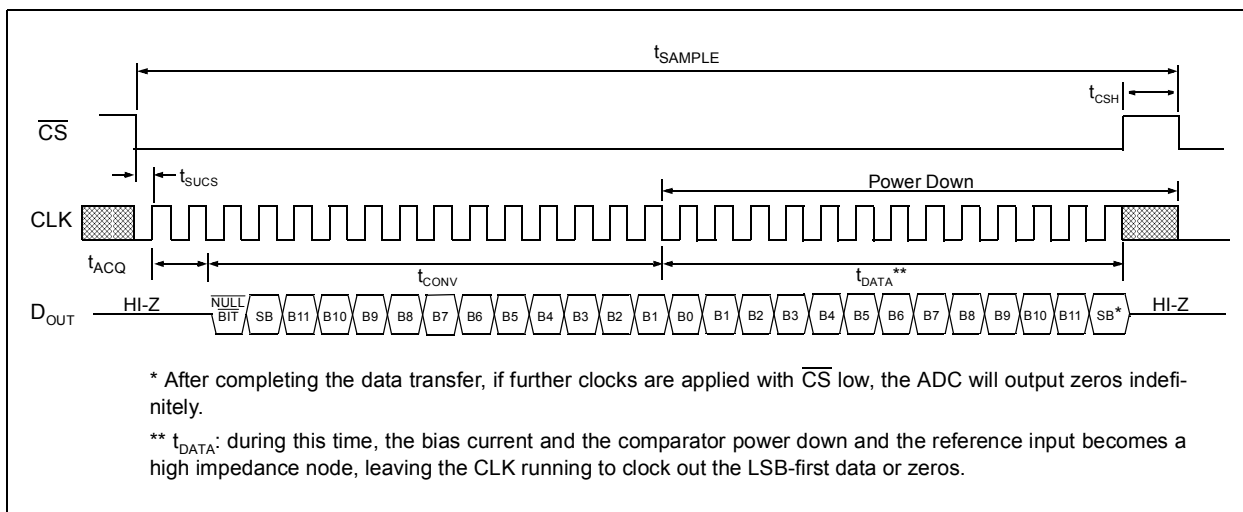 tSAMPLE
tCSH
CS
tSUCS
Power Down
CLK
tACQ
tCONV
tDATA**
HI-Z
NULL
BIT
SB
B11
B10
B9
B8
B7
B6
B5
B4
B3
B2
B1
B0
B1
B2
B3
B4
B5
B6
B7
B8
B9
B10
B11
SB*
HI-Z
DOUT
* After completing the data transfer, if further clocks are applied with CS low, the ADC will output zeros indefi-
nitely.
** tDATA: during this time, the bias current and the comparator power down and the reference input becomes a
high impedance node, leaving the CLK running to clock out the LSB-first data or zeros.